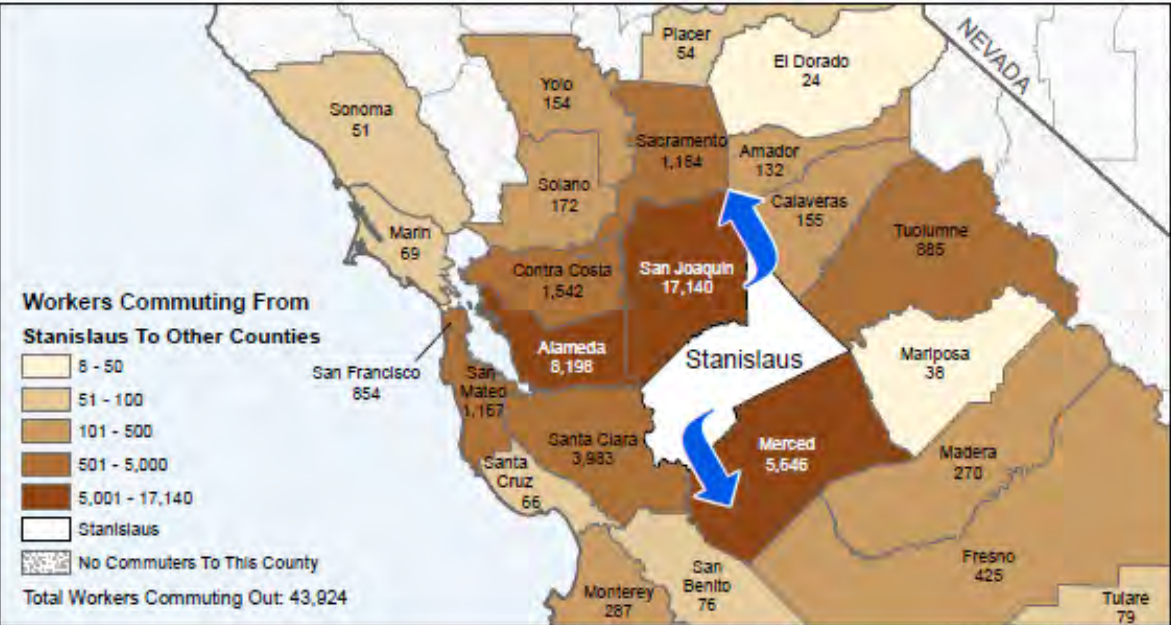 Placer
54
El Dorado
24
NEVADA
Yolo
154
Sonoma
51
Sacramento
1,184
Amador
132
Solano
172
Calaveras
155
Tuolumne
885
Marin
69
Contra Costa
1,542
San Joaquin
17,140
Workers Commuting From
Stanislaus To Other Counties
8 - 50
51 - 100
101 - 500
501 - 5,000
5,001 - 17,140
Stanislaus
No Commuters To This County
Total Workers Commuting Out: 43,924
Alameda
8,198
Stanislaus
Mariposa
38
San Francisco
854
San
Mateo
1,167
Santa Clara
3,983
Merced
5,646
Madera
270
Santa
Cruz
66
Fresno
425
San
Benito
76
Monterey
287
Tulare
79